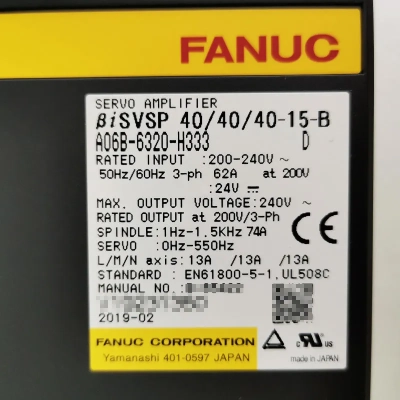 FANUC
SERVO AMPLIFIER
βiSVSP 40/40/40-15-B
A06B-6320-H333 D
RATED INPUT :200-240V ~
50Hz/60Hz 3-ph 62A at 200V
:24V ⎓
MAX. OUTPUT VOLTAGE:240V ~
RATED OUTPUT at 200V/3-Ph
SPINDLE:1Hz-1.5KHz 74A
SERVO :0Hz-550Hz
L/M/N axis:13A /13A /13A
STANDARD : EN61800-5-1,UL508C
MANUAL NO.:
2019-02
CE
FANUC CORPORATION
Yamanashi 401-0597 JAPAN
c RU US
made in JAPAN